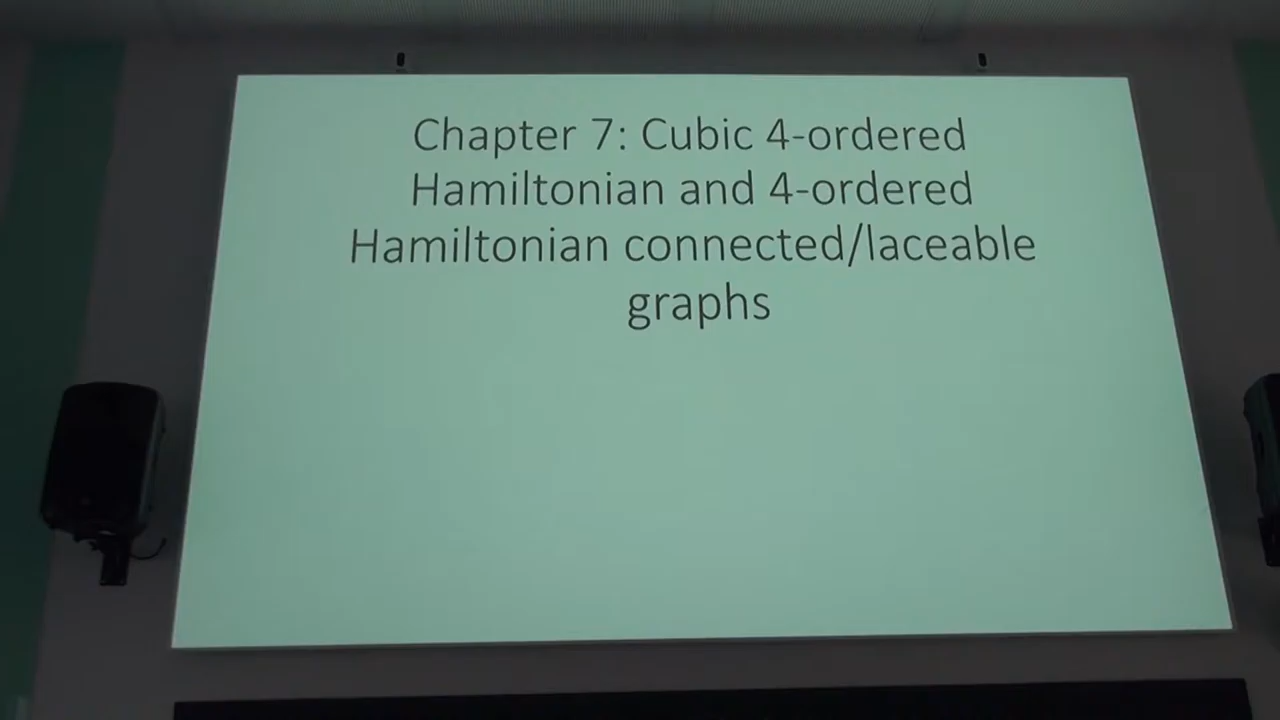 Chapter 7: Cubic 4-ordered
Hamiltonian and 4-ordered
Hamiltonian connected/laceable
graphs